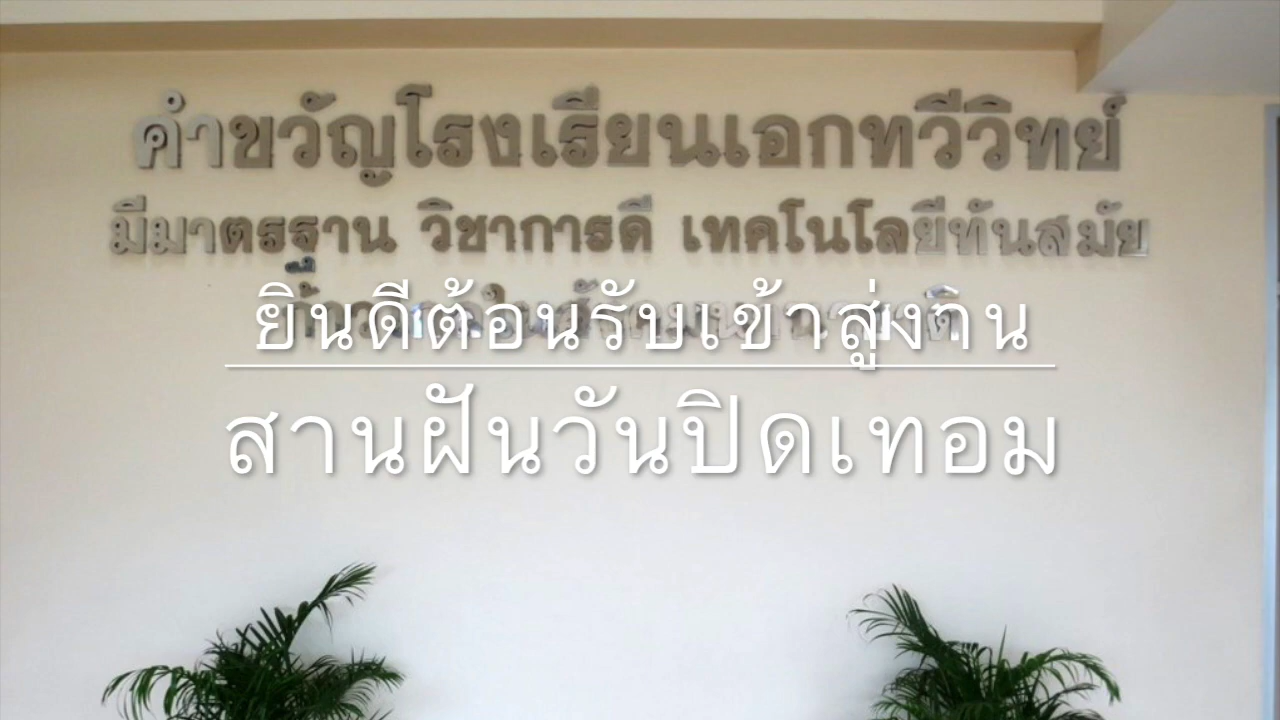 คำขวัญโรงเรียนเอกทวีวิทย์
มีมาตรฐาน วิชาการดี เทคโนโลยีทันสมัย
ยินดีต้อนรับเข้าสู่งาน
สานฝันวันปิดเทอม